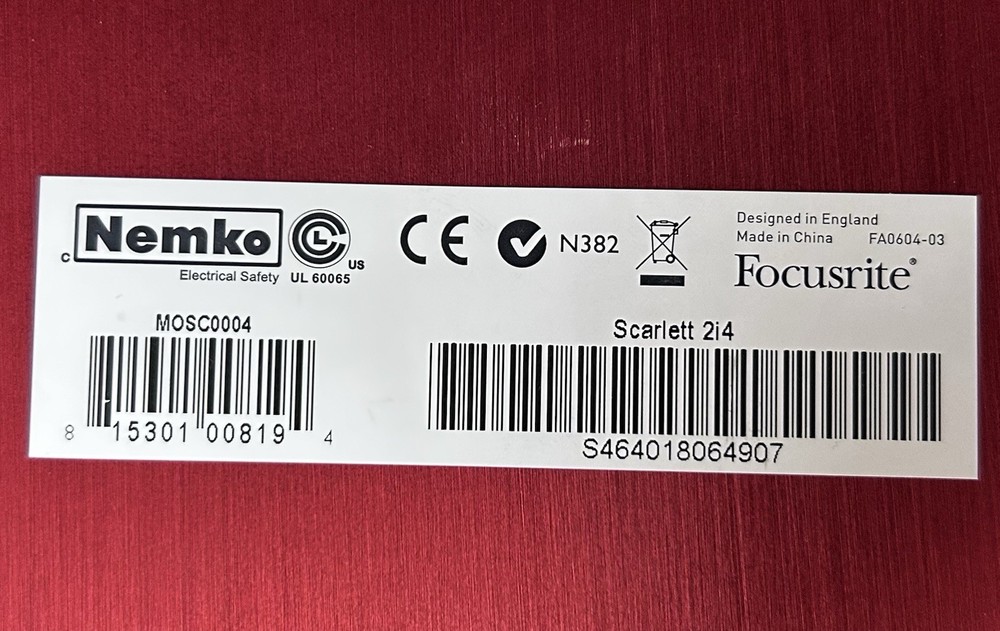 c Nemko US
Electrical Safety UL 60065
CE N382
Designed in England
Made in China FA0604-03
Focusrite®
MOSC0004
8 15301 00819 4
Scarlett 2i4
S464018064907